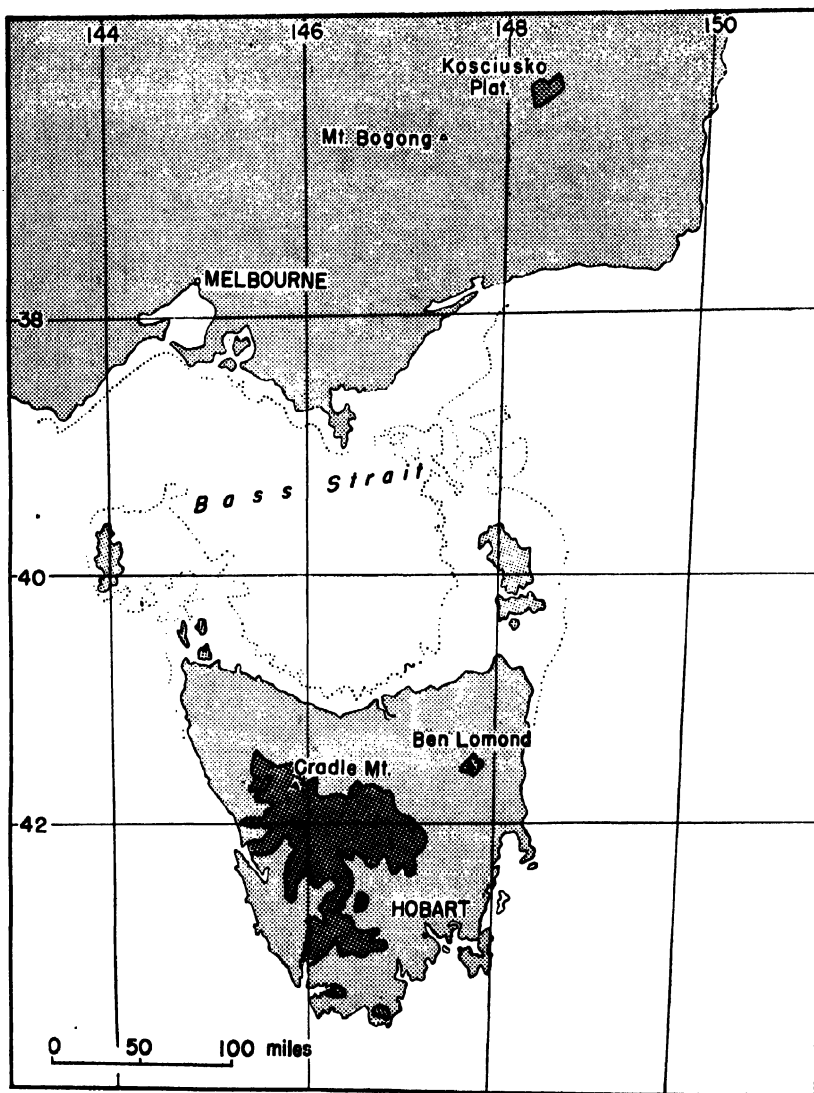 144 146 148 150
Kosciusko
Plat.
Mt. Bogong
MELBOURNE
38
Bass Strait
40
Ben Lomond
Cradle Mt.
42
HOBART
0 50 100 miles